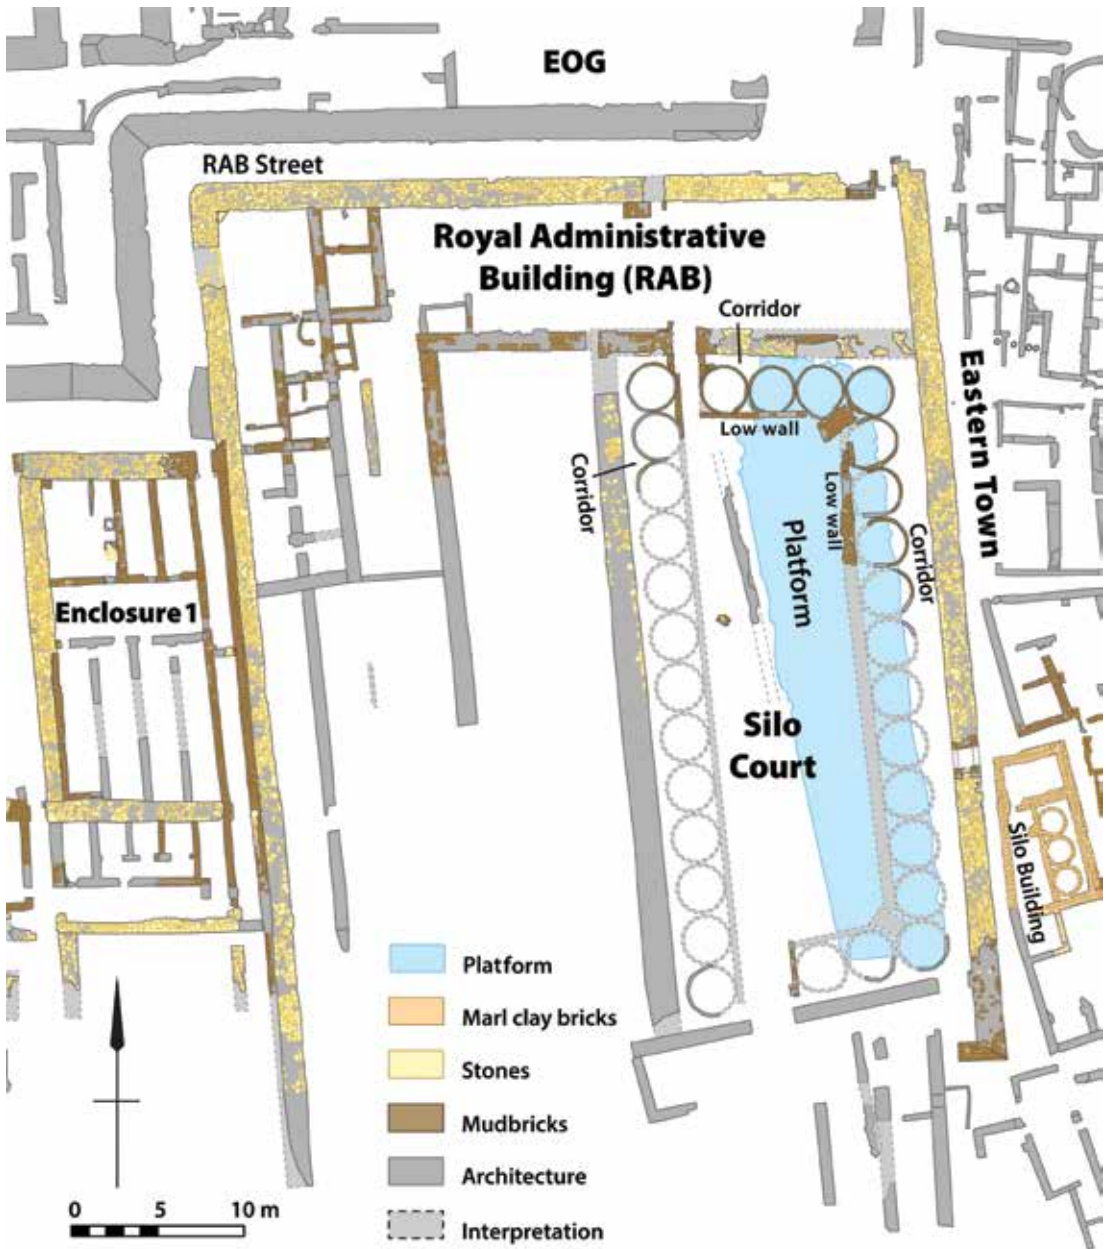 EOG
RAB Street
Royal Administrative
Building (RAB)
Corridor
Eastern Town
Low wall
Corridor
Low wall
Corridor
Platform
Enclosure 1
Silo
Court
Silo Building
Platform
Marl clay bricks
Stones
Mudbricks
Architecture
Interpretation
0 5 10 m